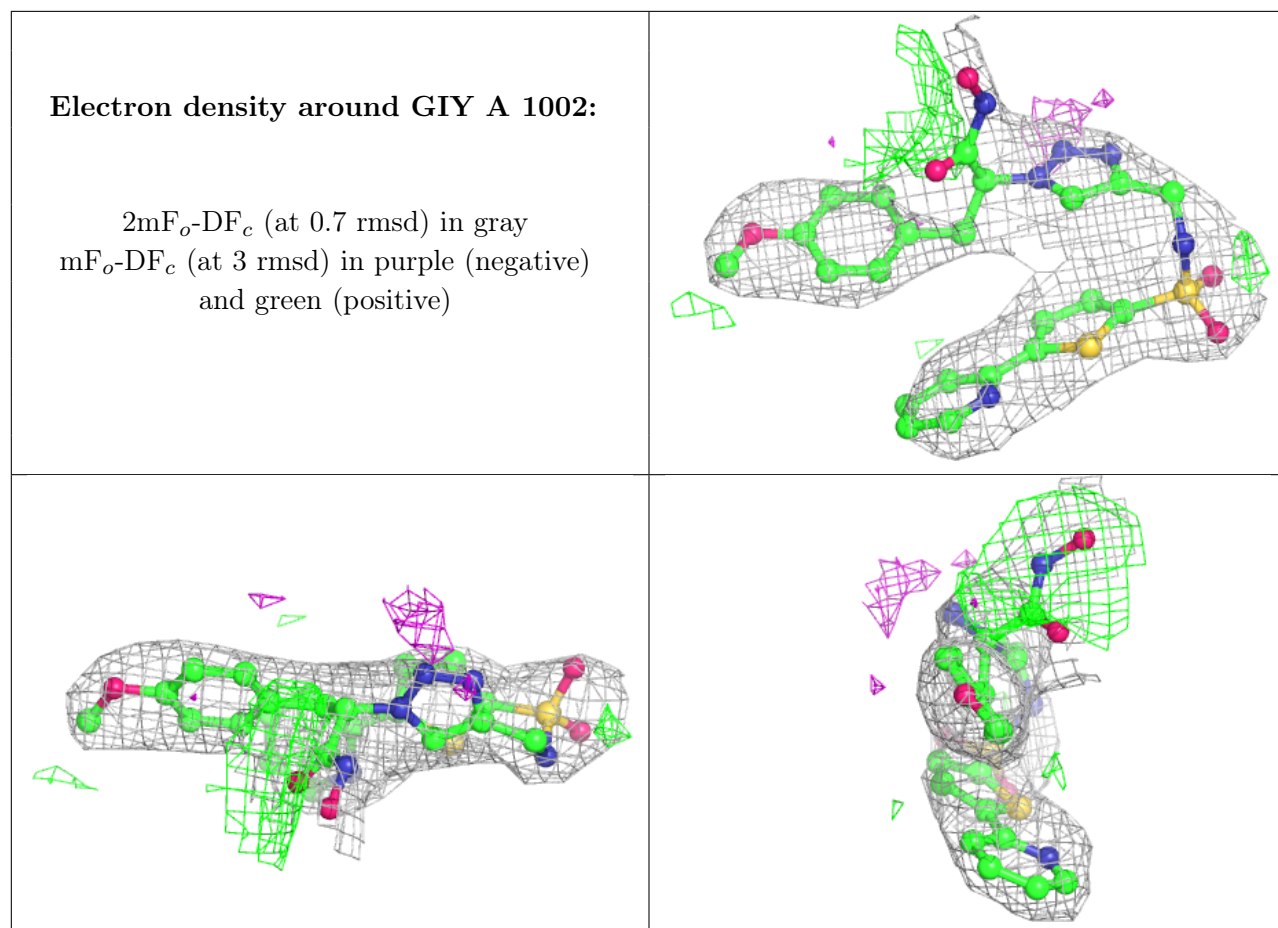 Electron density around GIY A 1002:
2mFo-DFc (at 0.7 rmsd) in gray
mFo-DFc (at 3 rmsd) in purple (negative)
and green (positive)